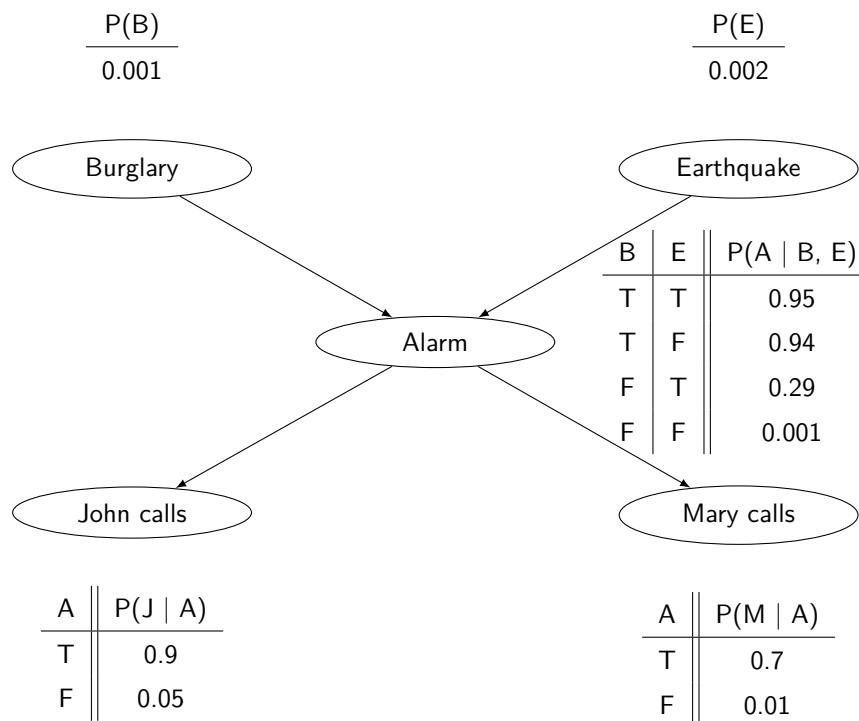 P(B)
0.001
P(E)
0.002
Burglary
Earthquake
B E P(A | B, E)
T T 0.95
T F 0.94
F T 0.29
F F 0.001
Alarm
John calls
Mary calls
A P(J | A)
T 0.9
F 0.05
A P(M | A)
T 0.7
F 0.01